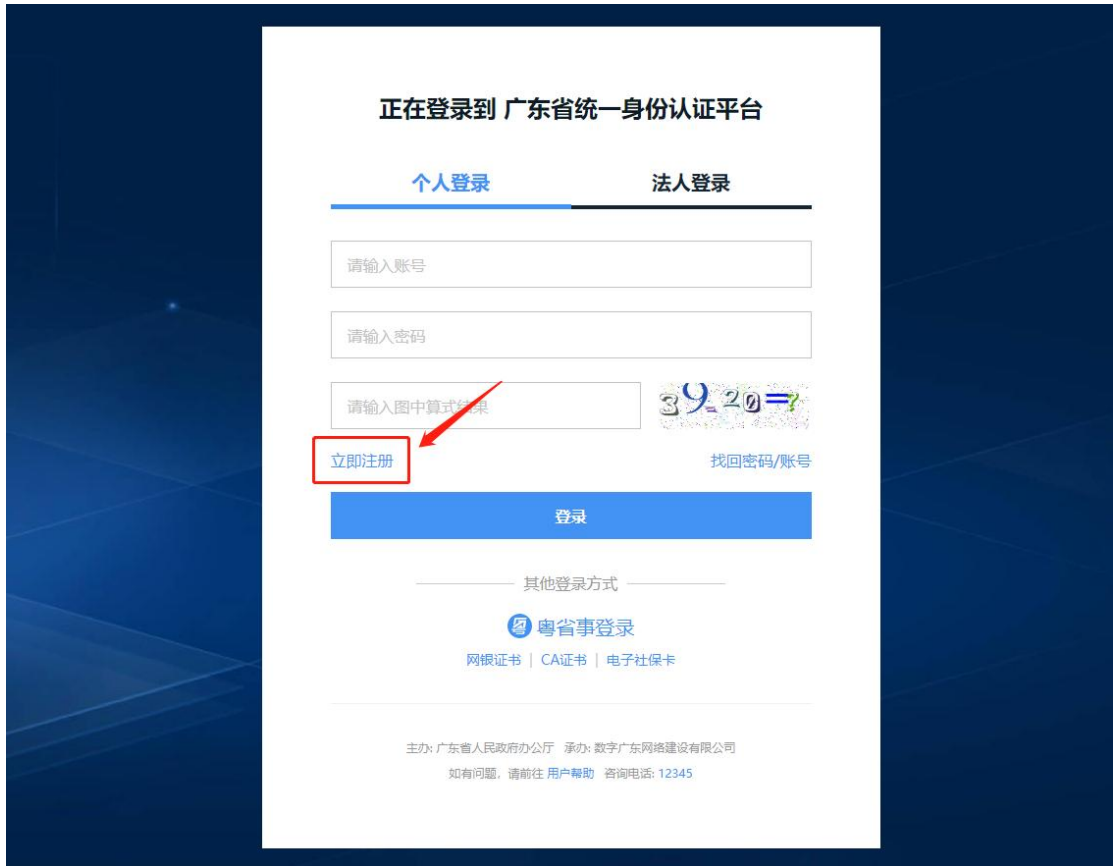 正在登录到 广东省统一身份认证平台
个人登录 法人登录
请输入账号
请输入密码
请输入图中算式结果 39-20=?
立即注册 找回密码/账号
登录
其他登录方式
粤省事登录
网银证书 | CA证书 | 电子社保卡
主办: 广东省人民政府办公厅 承办: 数字广东网络建设有限公司
如有问题，请前往 用户帮助 咨询电话: 12345